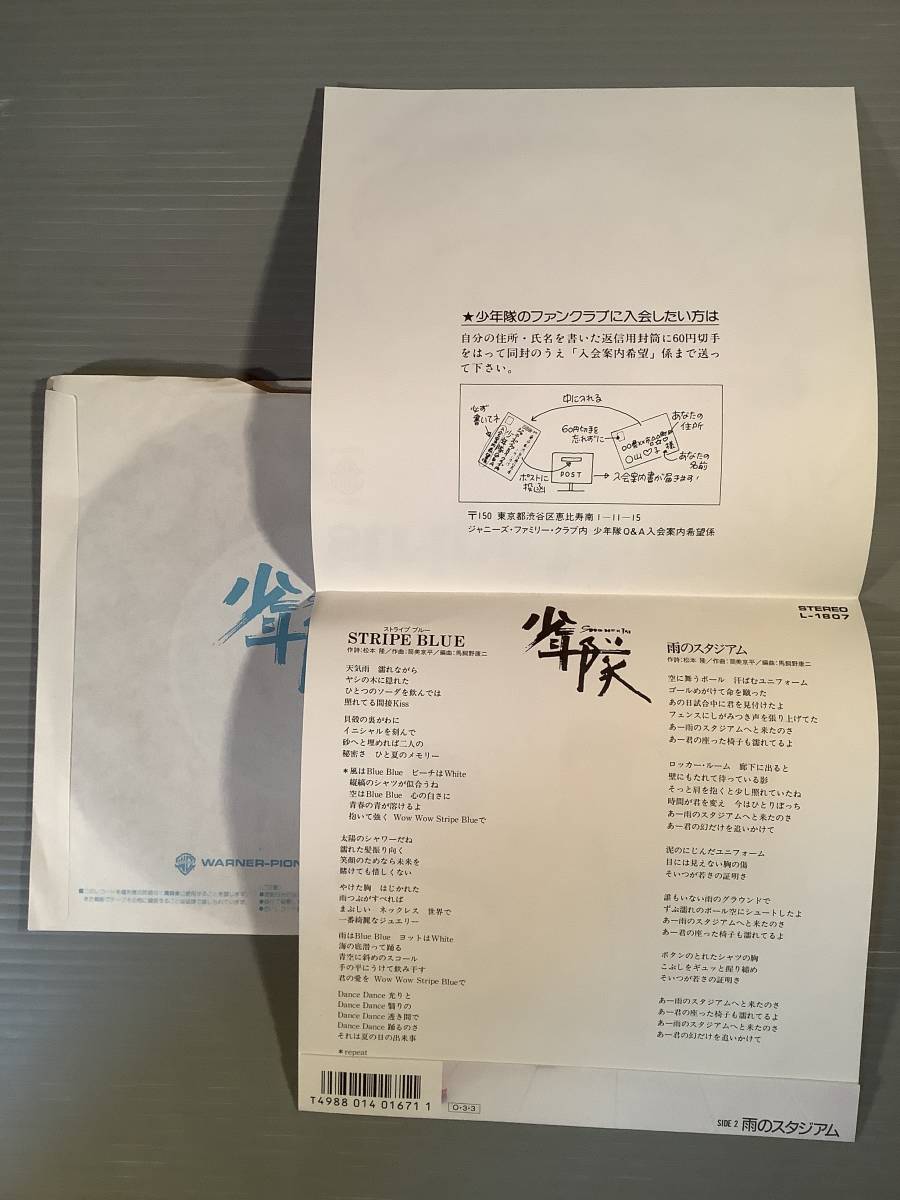 ★少年隊のファンクラブに入会したい方は
自分の住所・氏名を書いた返信用封筒に60円切手
をはって同封のうえ「入会案内希望」係まで送っ
て下さい。
中に入れる
必ず
書いてネ
60円切手を
忘れずに
あなたの
住所
あなたの
名前
ポストに
投函
POST
入会案内書が届きます!
〒150 東京都渋谷区恵比寿南1―11―15
ジャニーズ・ファミリー・クラブ内 少年隊Q&A入会案内希望係
STEREO
L-1807
少年隊
ストライプ ブルー
STRIPE BLUE
作詩:松本 隆/作曲:筒美京平/編曲:馬飼野康二
天気雨 濡れながら
ヤシの木に隠れた
ひとつのソーダを飲んでは
照れてる間接Kiss
貝殻の裏がわに
イニシャルを刻んで
砂へと埋めれば二人の
秘密さ ひと夏のメモリー
*風はBlue Blue ビーチはWhite
縦縞のシャツが似合うね
空はBlue Blue 心の白さに
青春の青が溶けるよ
抱いて強く Wow Wow Stripe Blueで
太陽のシャワーだね
濡れた髪振り向く
笑顔のためなら未来を
賭けても惜しくない
やけた胸 はじかれた
雨つぶがすべれば
まぶしい ネックレス 世界で
一番綺麗なジュエリー
雨はBlue Blue ヨットはWhite
海の底潜って踊る
青空に斜めのスコール
手の平にうけて飲み干す
君の愛を Wow Wow Stripe Blueで
Dance Dance 光りと
Dance Dance 翳りの
Dance Dance 透き間で
Dance Dance 踊るのさ
それは夏の日の出来事
*repeat
雨のスタジアム
作詩:松本 隆/作曲:筒美京平/編曲:馬飼野康二
空に舞うボール 汗ばむユニフォーム
ゴールめがけて命を蹴った
あの日試合中に君を見付けたよ
フェンスにしがみつき声を張り上げてた
あー雨のスタジアムへと来たのさ
あー君の座った椅子も濡れてるよ
ロッカー・ルーム 廊下に出ると
壁にもたれて待っている影
そっと肩を抱くと少し照れていたね
時間が君を変え 今はひとりぼっち
あー雨のスタジアムへと来たのさ
あー君の幻だけを追いかけて
泥のにじんだユニフォーム
目には見えない胸の傷
そいつが若さの証明さ
誰もいない雨のグラウンドで
ずぶ濡れのボール空にシュートしたよ
あー雨のスタジアムへと来たのさ
あー君の座った椅子も濡れてるよ
ボタンのとれたシャツの胸
こぶしをギュッと握り締め
そいつが若さの証明さ
あー雨のスタジアムへと来たのさ
あー君の座った椅子も濡れてるよ
あー雨のスタジアムへと来たのさ
あー君の幻だけを追いかけて
T4988 014 01671 1
O・3・3
SIDE 2 雨のスタジアム
少年
WARNER-PION